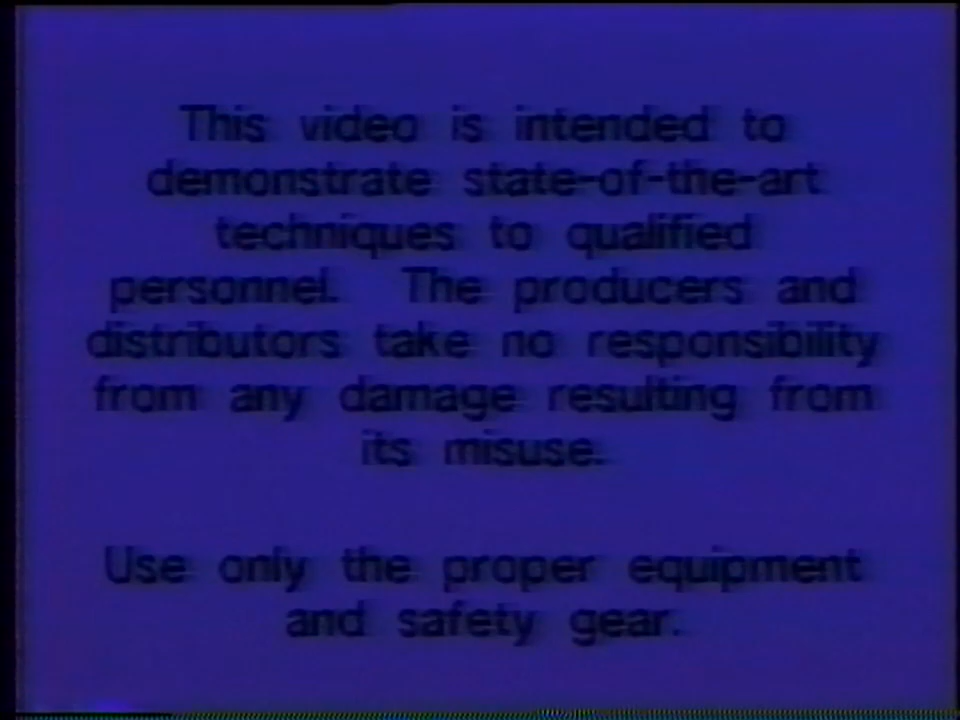 This video is intended to
demonstrate state-of-the-art
techniques to qualified
personnel. The producers and
distributors take no responsibility
from any damage resulting from
its misuse.
Use only the proper equipment
and safety gear.